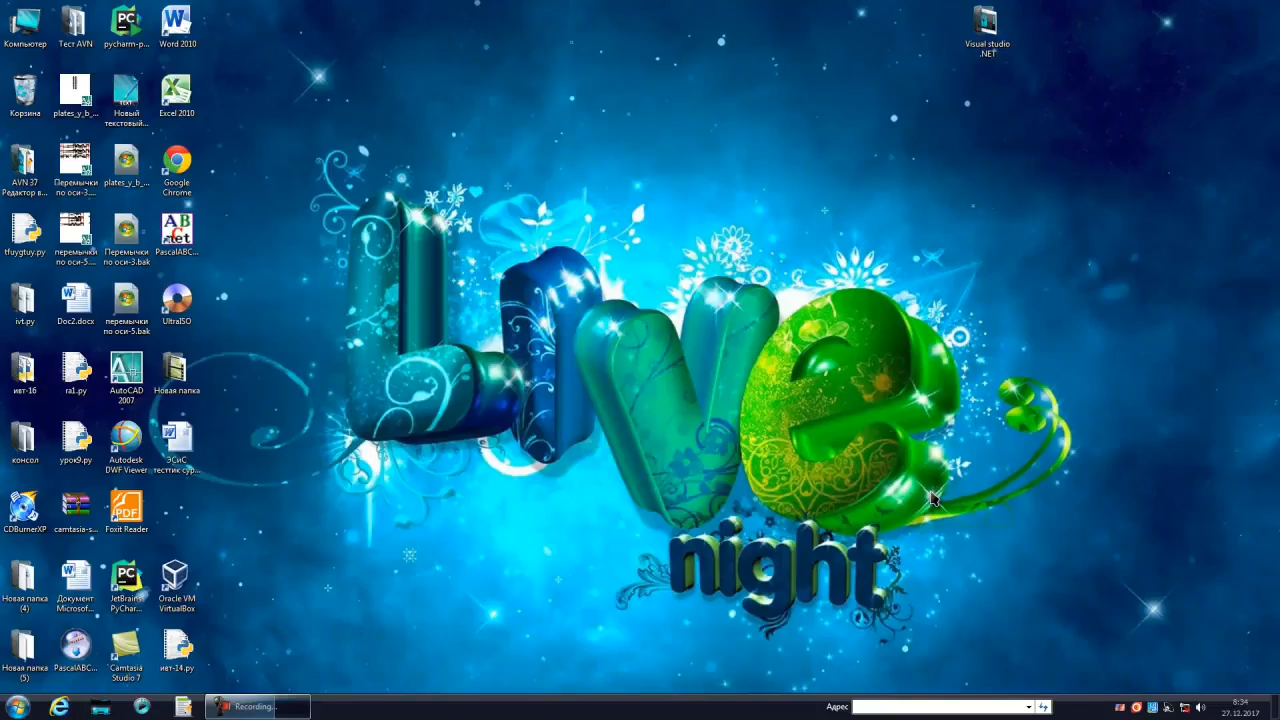 Компьютер
Тест AVN
pycharm-p...
Word 2010
Visual studio
.NET
Корзина
plates_y_b_...
Новый
текстовый...
Excel 2010
AVN 37
Редактор в...
Перемычки
по оси-3....
plates_y_b_...
Google
Chrome
tfuygtuy.py
перемычки
по оси-5....
Перемычки
по оси-3.bak
PascalABC...
ivt.py
Doc2.docx
перемычки
по оси-5.bak
UltraISO
ивт-16
ra1.py
AutoCAD
2007
Новая папка
консол
урок9.py
Autodesk
DWF Viewer
ЭСиС
тесттик сур...
CDBurnerXP
camtasia-s...
Foxit Reader
Новая папка
(4)
Документ
Microsof...
JetBrains
PyChar...
Oracle VM
VirtualBox
Новая папка
(5)
PascalABC...
Camtasia
Studio 7
ивт-14.py
Love
night
Recording...
Адрес
8:34
27.12.2017